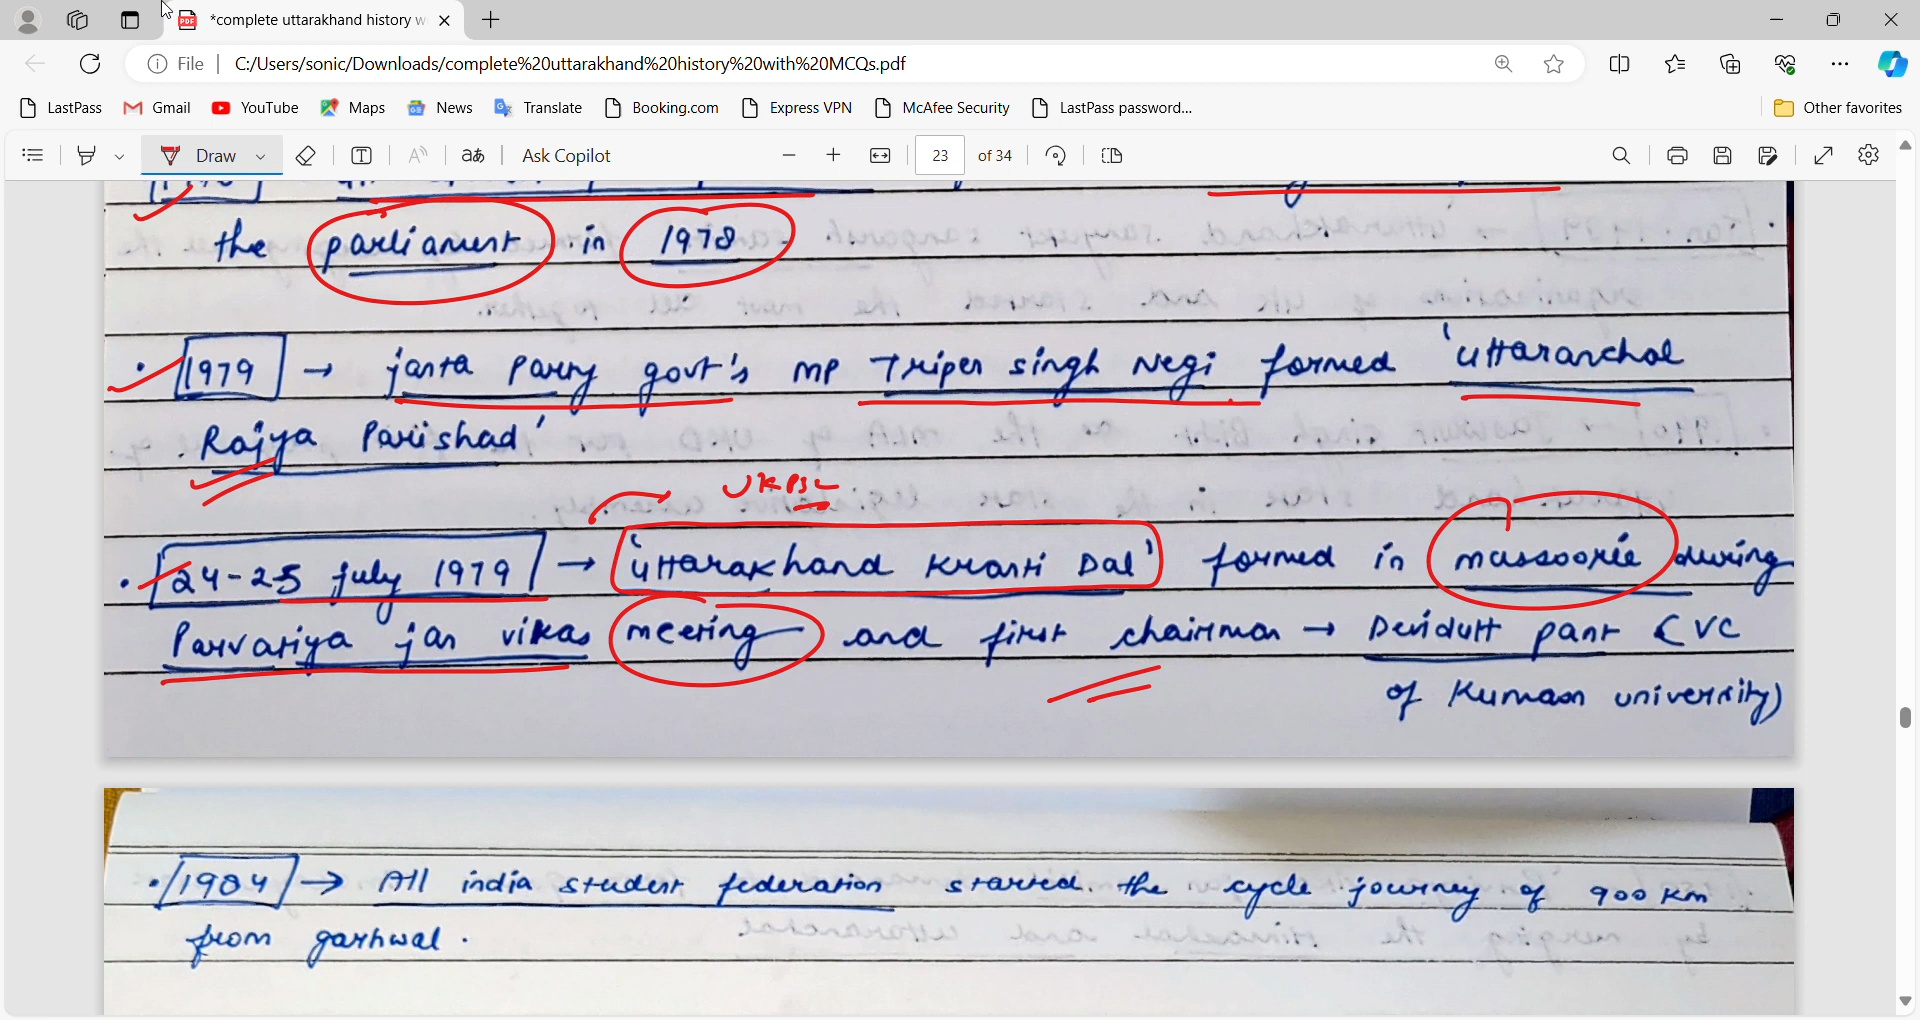 *complete uttarakhand history w
File
C:/Users/sonic/Downloads/complete%20uttarakhand%20history%20with%20MCQs.pdf
LastPass Gmail YouTube Maps News Translate Booking.com Express VPN McAfee Security LastPass password... Other favorites
Draw Ask Copilot 23 of 34
the parliament in 1978
• 1979 → janta Party govt's MP Triper singh Negi formed 'uttaranchal
Rajya Parishad'
UKPSC
• 24-25 july 1979 → 'uttarakhand Kranti Dal' formed in mussoorie during
Parvatiya jan vikas meeting and first chairman → Devidutt pant (VC
of Kumaon university)
• 1984 → All india student federation started the cycle journey of 900 Km
from garhwal.